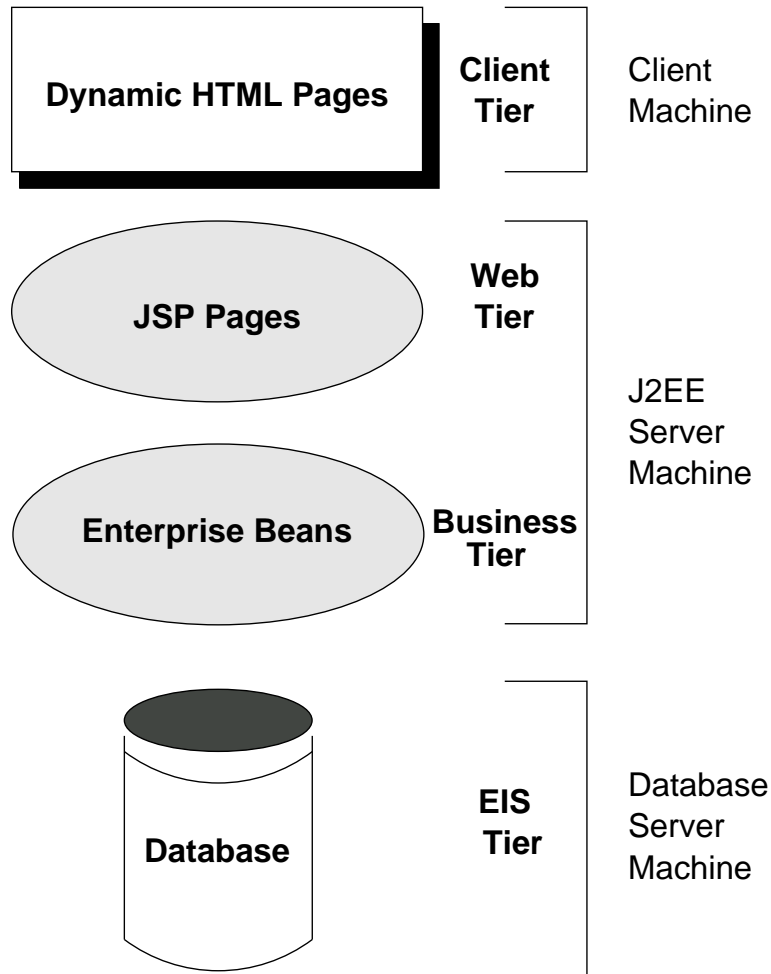 Dynamic HTML Pages
Client
Tier
Client
Machine
JSP Pages
Web
Tier
J2EE
Server
Machine
Enterprise Beans
Business
Tier
Database
EIS
Tier
Database
Server
Machine